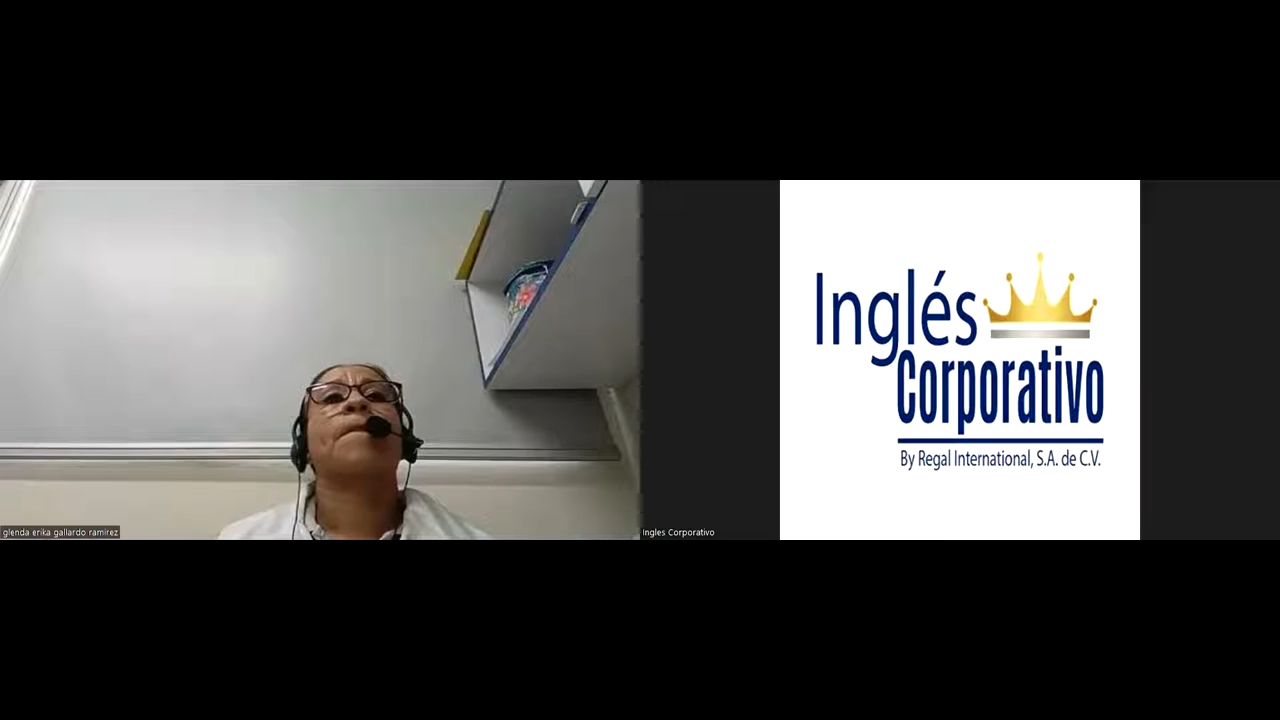 Inglés
Corporativo
By Regal International, S.A. de C.V.
glenda erika gallardo ramirez
Ingles Corporativo